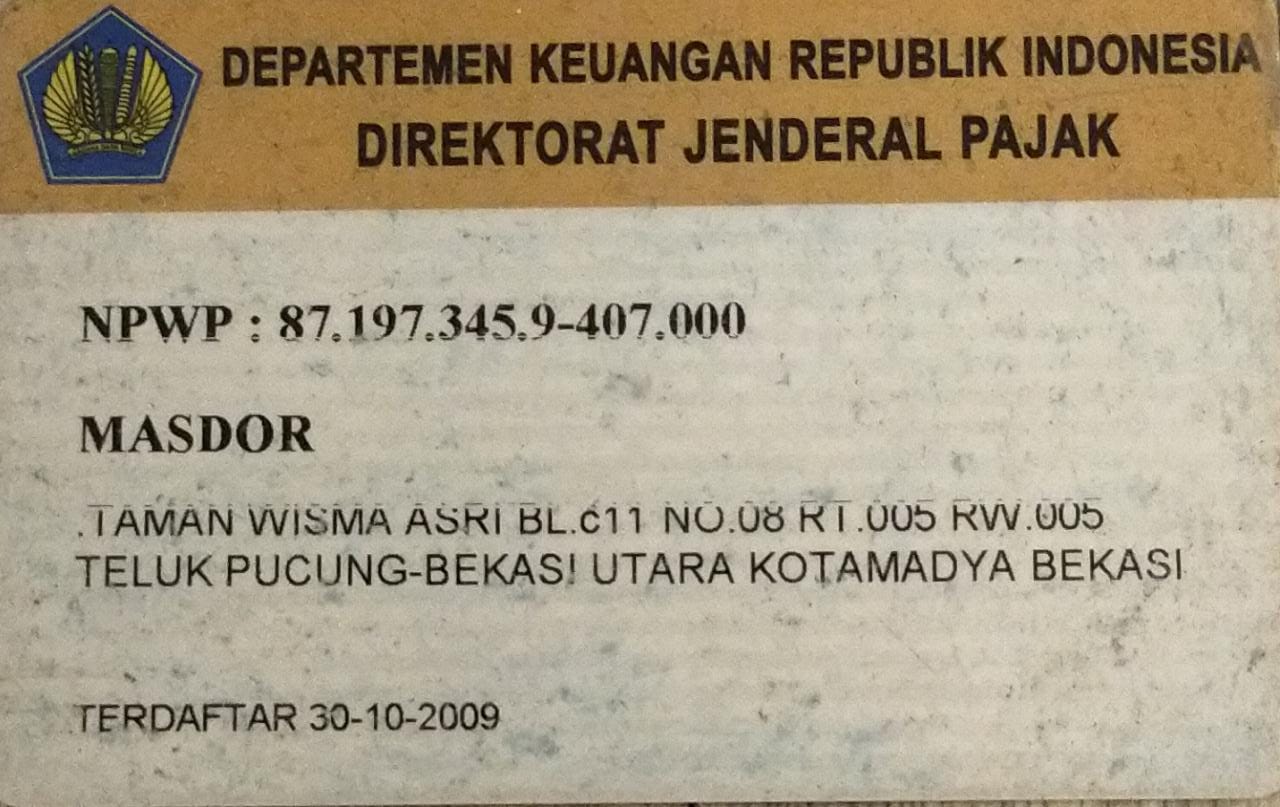 DEPARTEMEN KEUANGAN REPUBLIK INDONESIA
DIREKTORAT JENDERAL PAJAK
NPWP : 87.197.345.9-407.000
MASDOR
.TAMAN WISMA ASRI BL.c11 NO.08 RT.005 RW.005
TELUK PUCUNG-BEKASI UTARA KOTAMADYA BEKASI
TERDAFTAR 30-10-2009